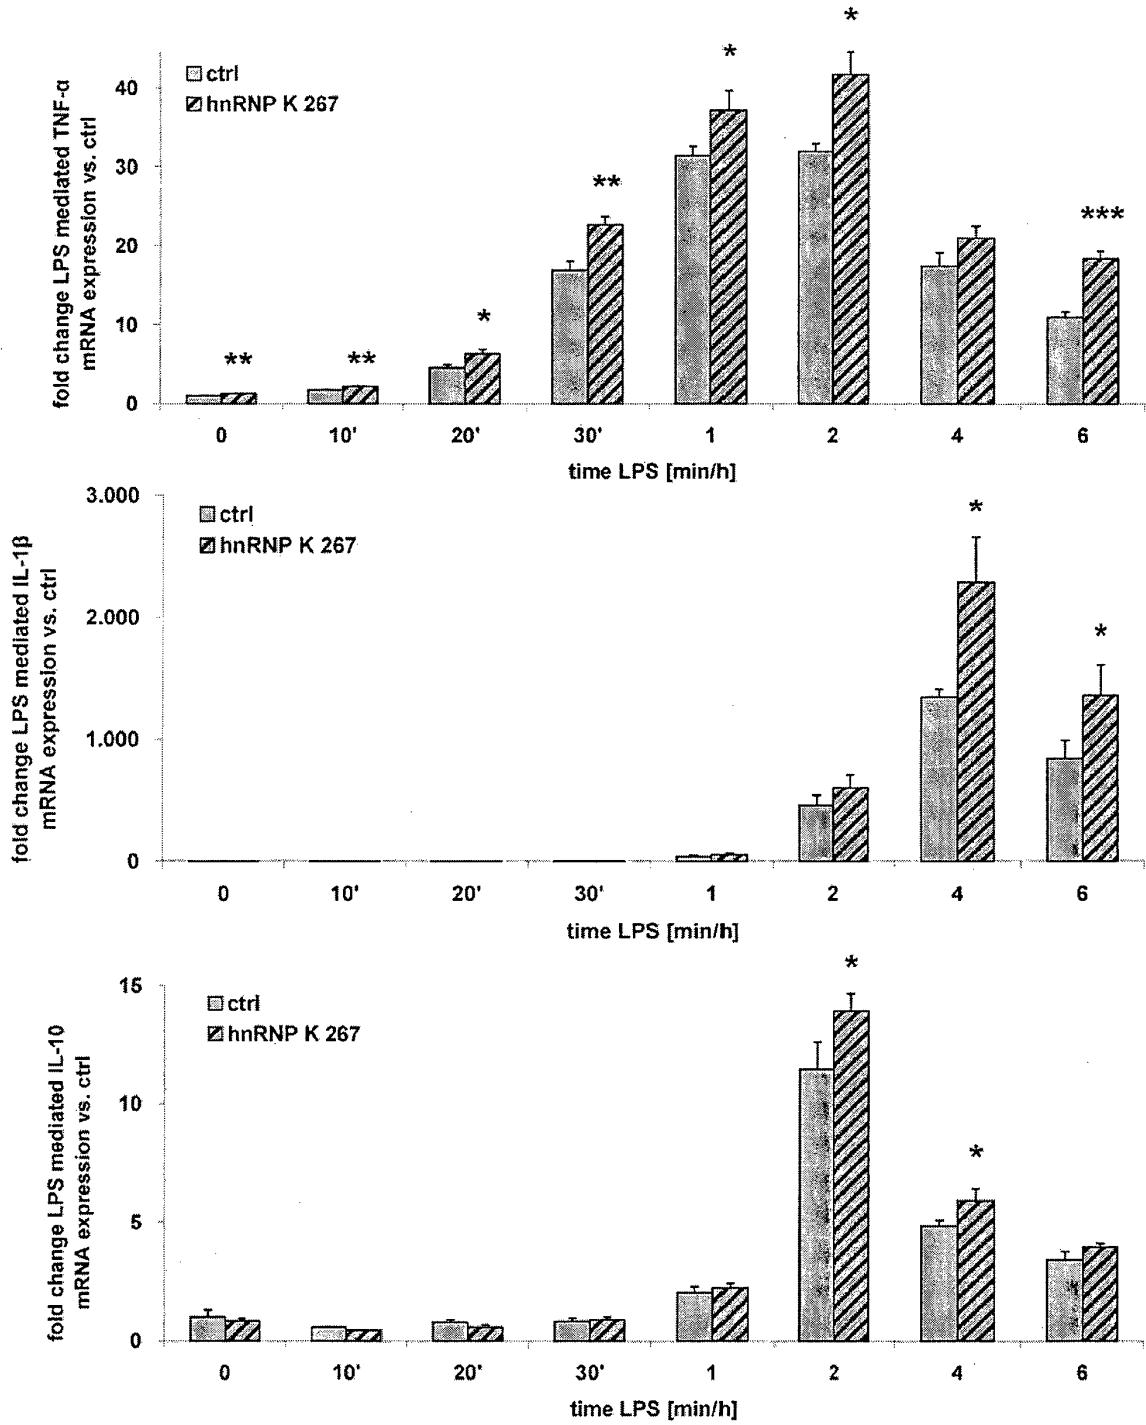 fold change LPS mediated TNF-α
mRNA expression vs. ctrl
40
30
20
10
0
ctrl
hnRNP K 267
** ** * ** * * ***
0 10' 20' 30' 1 2 4 6
time LPS [min/h]
fold change LPS mediated IL-1β
mRNA expression vs. ctrl
3.000
2.000
1.000
0
ctrl
hnRNP K 267
* *
0 10' 20' 30' 1 2 4 6
time LPS [min/h]
fold change LPS mediated IL-10
mRNA expression vs. ctrl
15
10
5
0
ctrl
hnRNP K 267
* *
0 10' 20' 30' 1 2 4 6
time LPS [min/h]